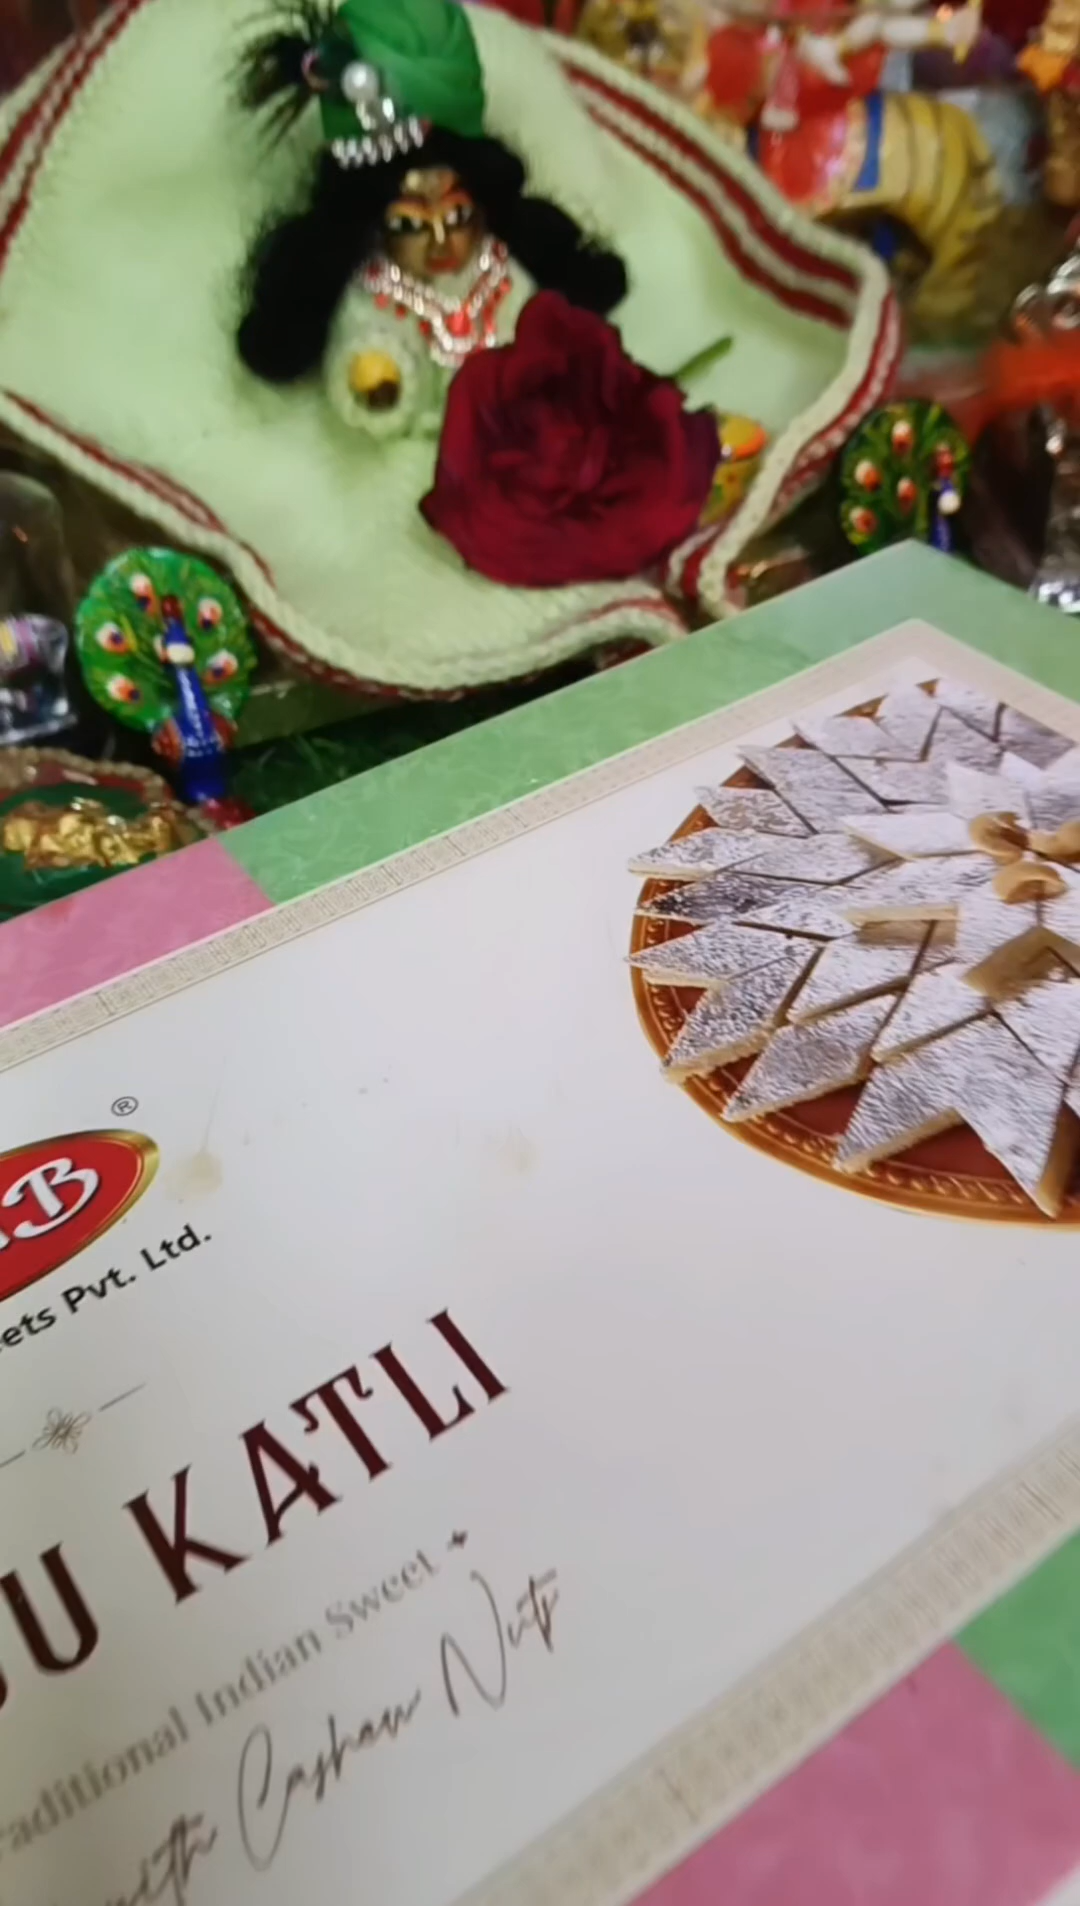 ®
B
eets Pvt. Ltd.
U KATLI
raditional Indian Sweet
with Cashew Nuts